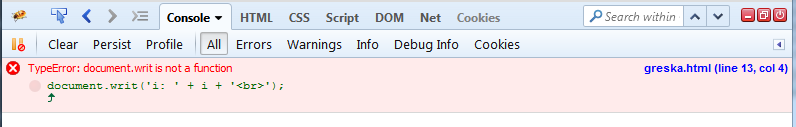 Console HTML CSS Script DOM Net Cookies Search within
Clear Persist Profile All Errors Warnings Info Debug Info Cookies
TypeError: document.writ is not a function greska.html (line 13, col 4)
document.writ('i: ' + i + '<br>');